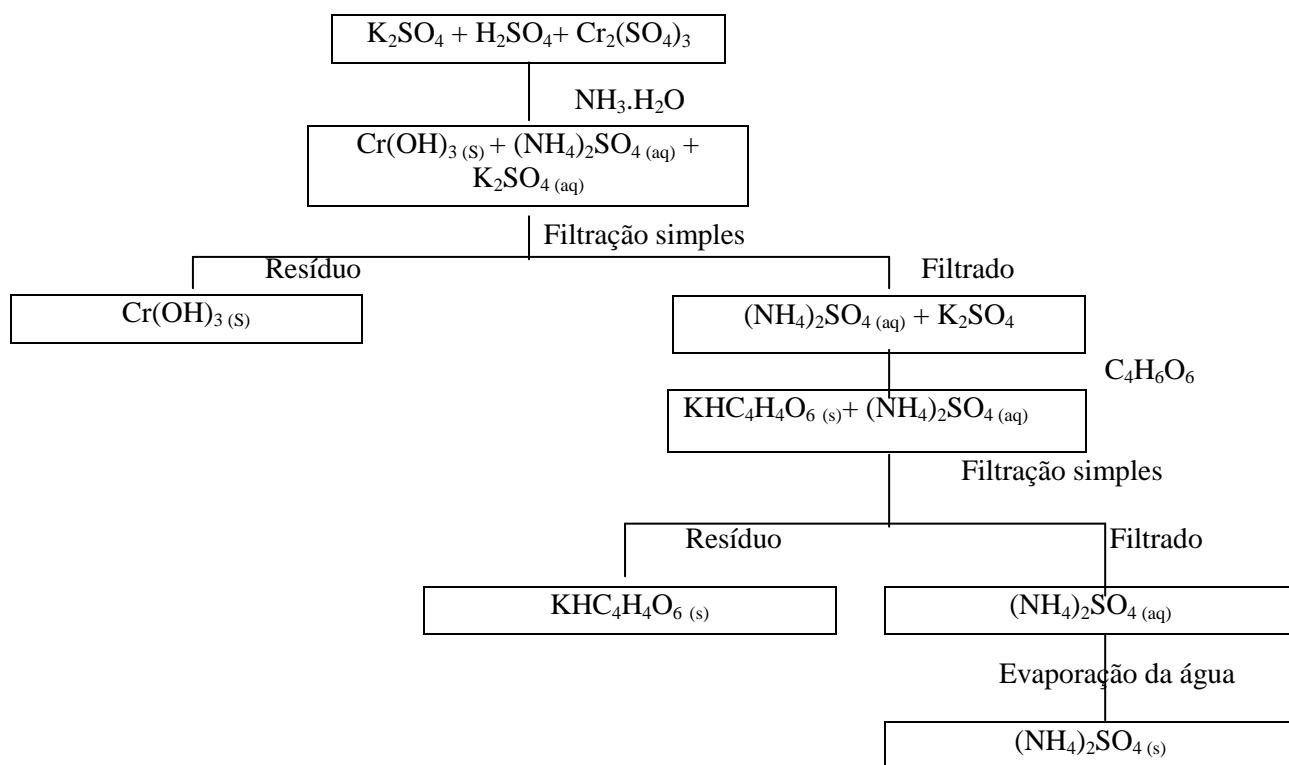 K₂SO₄ + H₂SO₄+ Cr₂(SO₄)₃
NH₃.H₂O
Cr(OH)₃ (S) + (NH₄)₂SO₄ (aq) +
K₂SO₄ (aq)
Filtração simples
Resíduo
Filtrado
Cr(OH)₃ (S)
(NH₄)₂SO₄ (aq) + K₂SO₄
C₄H₆O₆
KHC₄H₄O₆ (s)+ (NH₄)₂SO₄ (aq)
Filtração simples
Resíduo
Filtrado
KHC₄H₄O₆ (s)
(NH₄)₂SO₄ (aq)
Evaporação da água
(NH₄)₂SO₄ (s)